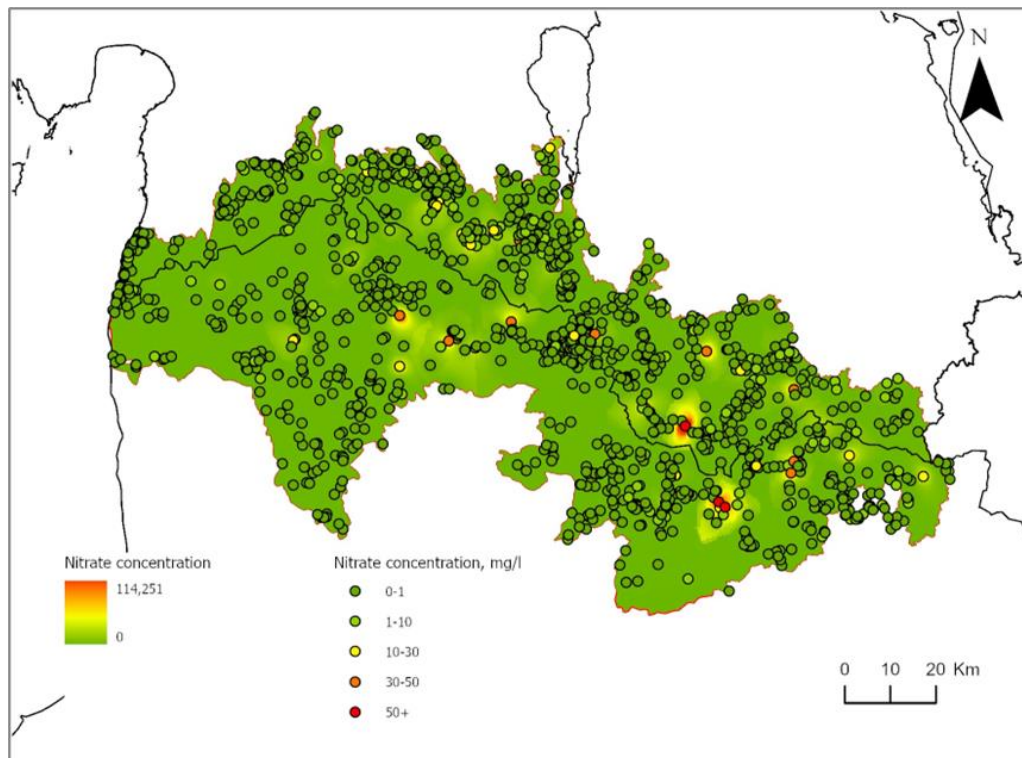 N
Nitrate concentration
114,251
0
Nitrate concentration, mg/l
0-1
1-10
10-30
30-50
50+
0 10 20 Km